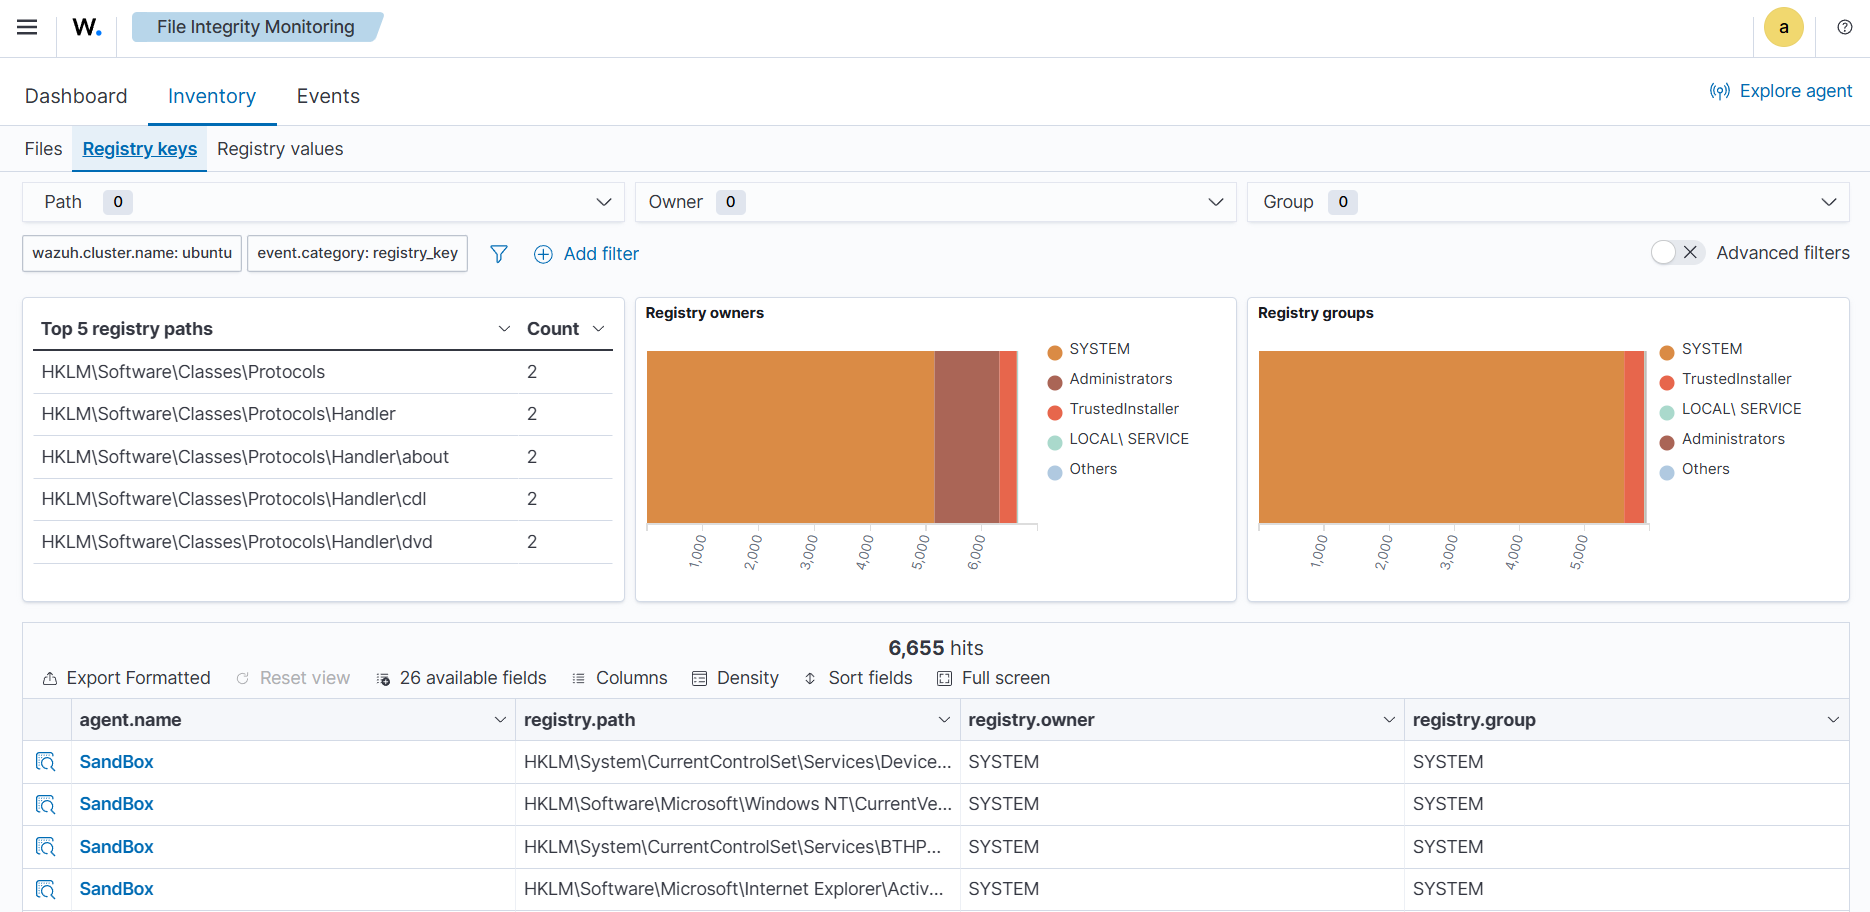 W. File Integrity Monitoring a
Dashboard Inventory Events Explore agent
Files Registry keys Registry values
Path 0 Owner 0 Group 0
wazuh.cluster.name: ubuntu event.category: registry_key Add filter Advanced filters
Top 5 registry paths Count
HKLM\Software\Classes\Protocols 2
HKLM\Software\Classes\Protocols\Handler 2
HKLM\Software\Classes\Protocols\Handler\about 2
HKLM\Software\Classes\Protocols\Handler\cdl 2
HKLM\Software\Classes\Protocols\Handler\dvd 2
Registry owners
SYSTEM
Administrators
TrustedInstaller
LOCAL\ SERVICE
Others
1,000 2,000 3,000 4,000 5,000 6,000
Registry groups
SYSTEM
TrustedInstaller
LOCAL\ SERVICE
Administrators
Others
1,000 2,000 3,000 4,000 5,000
6,655 hits
Export Formatted Reset view 26 available fields Columns Density Sort fields Full screen
agent.name registry.path registry.owner registry.group
SandBox HKLM\System\CurrentControlSet\Services\Device... SYSTEM SYSTEM
SandBox HKLM\Software\Microsoft\Windows NT\CurrentVe... SYSTEM SYSTEM
SandBox HKLM\System\CurrentControlSet\Services\BTHP... SYSTEM SYSTEM
SandBox HKLM\Software\Microsoft\Internet Explorer\Activ... SYSTEM SYSTEM